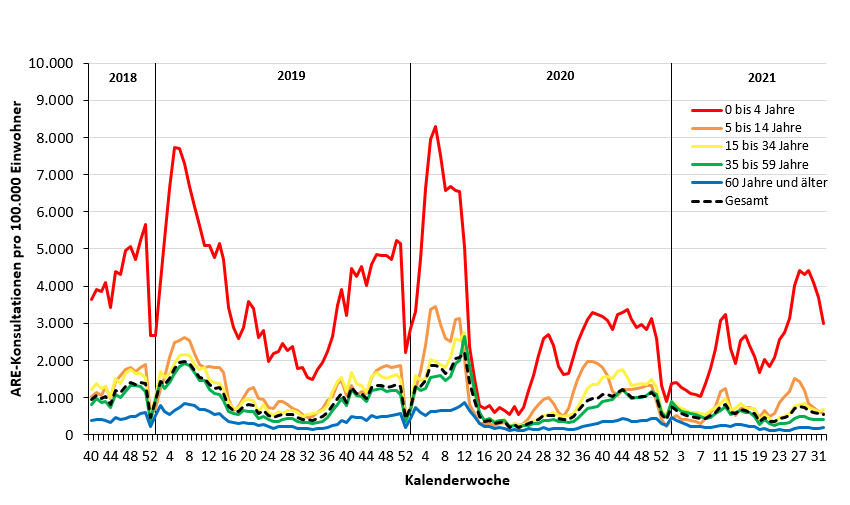 2018 2019 2020 2021
ARE-Konsultationen pro 100.000 Einwohner
10.000
9.000
8.000
7.000
6.000
5.000
4.000
3.000
2.000
1.000
0
0 bis 4 Jahre
5 bis 14 Jahre
15 bis 34 Jahre
35 bis 59 Jahre
60 Jahre und älter
Gesamt
40 44 48 52 4 8 12 16 20 24 28 32 36 40 44 48 52 4 8 12 16 20 24 28 32 36 40 44 48 52 3 7 11 15 19 23 27 31
Kalenderwoche